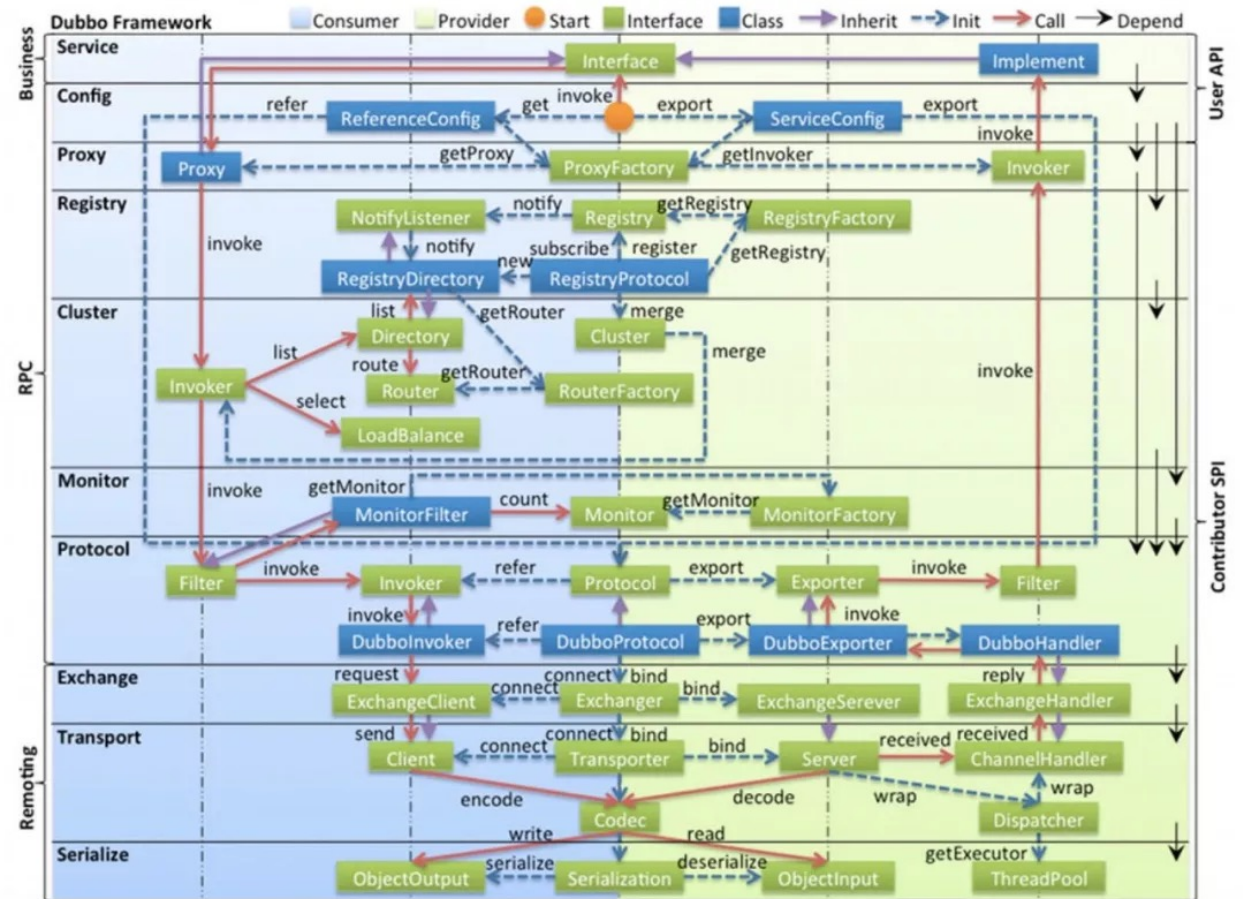 Dubbo Framework Consumer Provider Start Interface Class Inherit Init Call Depend
Business
Service
Interface
Implement
User API
Config
refer
ReferenceConfig
get
invoke
export
ServiceConfig
export
invoke
Proxy
Proxy
getProxy
ProxyFactory
getInvoker
Invoker
Registry
NotifyListener
notify
Registry
getRegistry
RegistryFactory
invoke
notify
subscribe
register
getRegistry
RegistryDirectory
new
RegistryProtocol
RPC
Cluster
list
getRouter
merge
Directory
Cluster
list
merge
route
getRouter
invoke
Invoker
Router
RouterFactory
select
LoadBalance
Contributor SPI
Monitor
invoke
getMonitor
MonitorFilter
count
Monitor
getMonitor
MonitorFactory
Protocol
Filter
invoke
Invoker
refer
Protocol
export
Exporter
invoke
Filter
invoke
refer
export
invoke
DubboInvoker
DubboProtocol
DubboExporter
DubboHandler
Remoting
Exchange
request
connect
bind
reply
ExchangeClient
connect
Exchanger
bind
ExchangeSerever
ExchangeHandler
Transport
send
connect
bind
received
received
Client
connect
Transporter
bind
Server
ChannelHandler
encode
decode
wrap
wrap
Codec
Dispatcher
write
read
Serialize
serialize
deserialize
getExecutor
ObjectOutput
Serialization
ObjectInput
ThreadPool